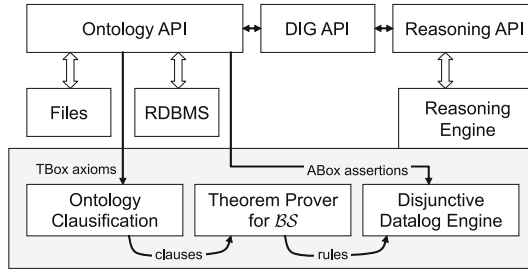 Ontology API
DIG API
Reasoning API
Files
RDBMS
Reasoning
Engine
TBox axioms
ABox assertions
Ontology
Clausification
Theorem Prover
for BS
Disjunctive
Datalog Engine
clauses
rules